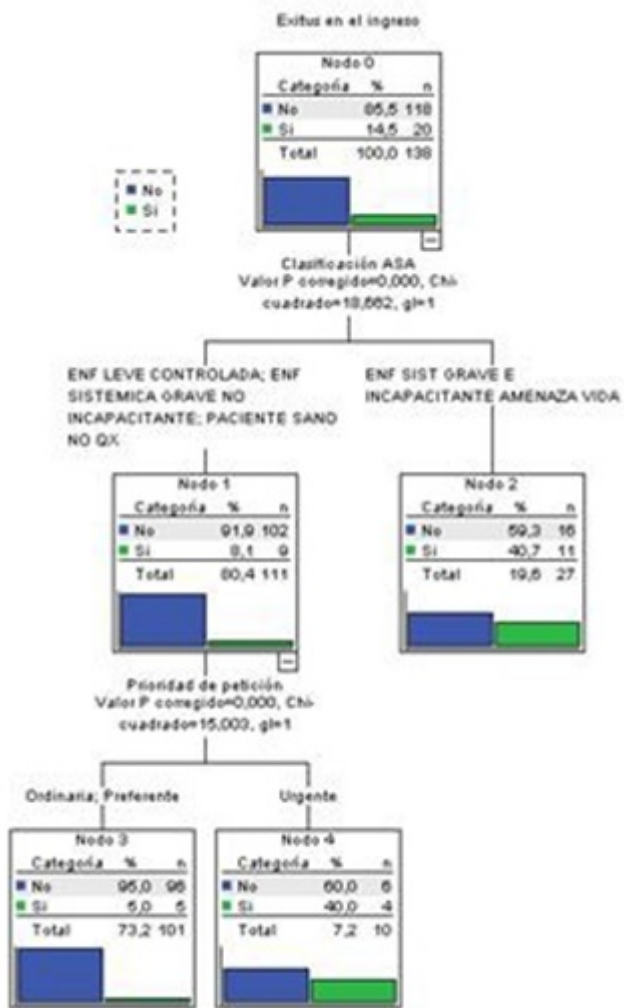 Exitus en el ingreso
Nodo 0
Categoría % n
No 85,5 118
Si 14,5 20
Total 100,0 138
No
Si
Clasificación ASA
Valor P corregido=0,000, Chi-
cuadrado=18,662, gl=1
ENF LEVE CONTROLADA; ENF
SISTEMICA GRAVE NO
INCAPACITANTE; PACIENTE SANO
NO QX
ENF SIST GRAVE E
INCAPACITANTE AMENAZA VIDA
Nodo 1
Categoría % n
No 91,9 102
Si 8,1 9
Total 80,4 111
Nodo 2
Categoría % n
No 59,3 16
Si 40,7 11
Total 19,6 27
Prioridad de petición
Valor P corregido=0,000, Chi-
cuadrado=15,003, gl=1
Ordinaria; Preferente
Urgente
Nodo 3
Categoría % n
No 95,0 96
Si 5,0 5
Total 73,2 101
Nodo 4
Categoría % n
No 60,0 6
Si 40,0 4
Total 7,2 10